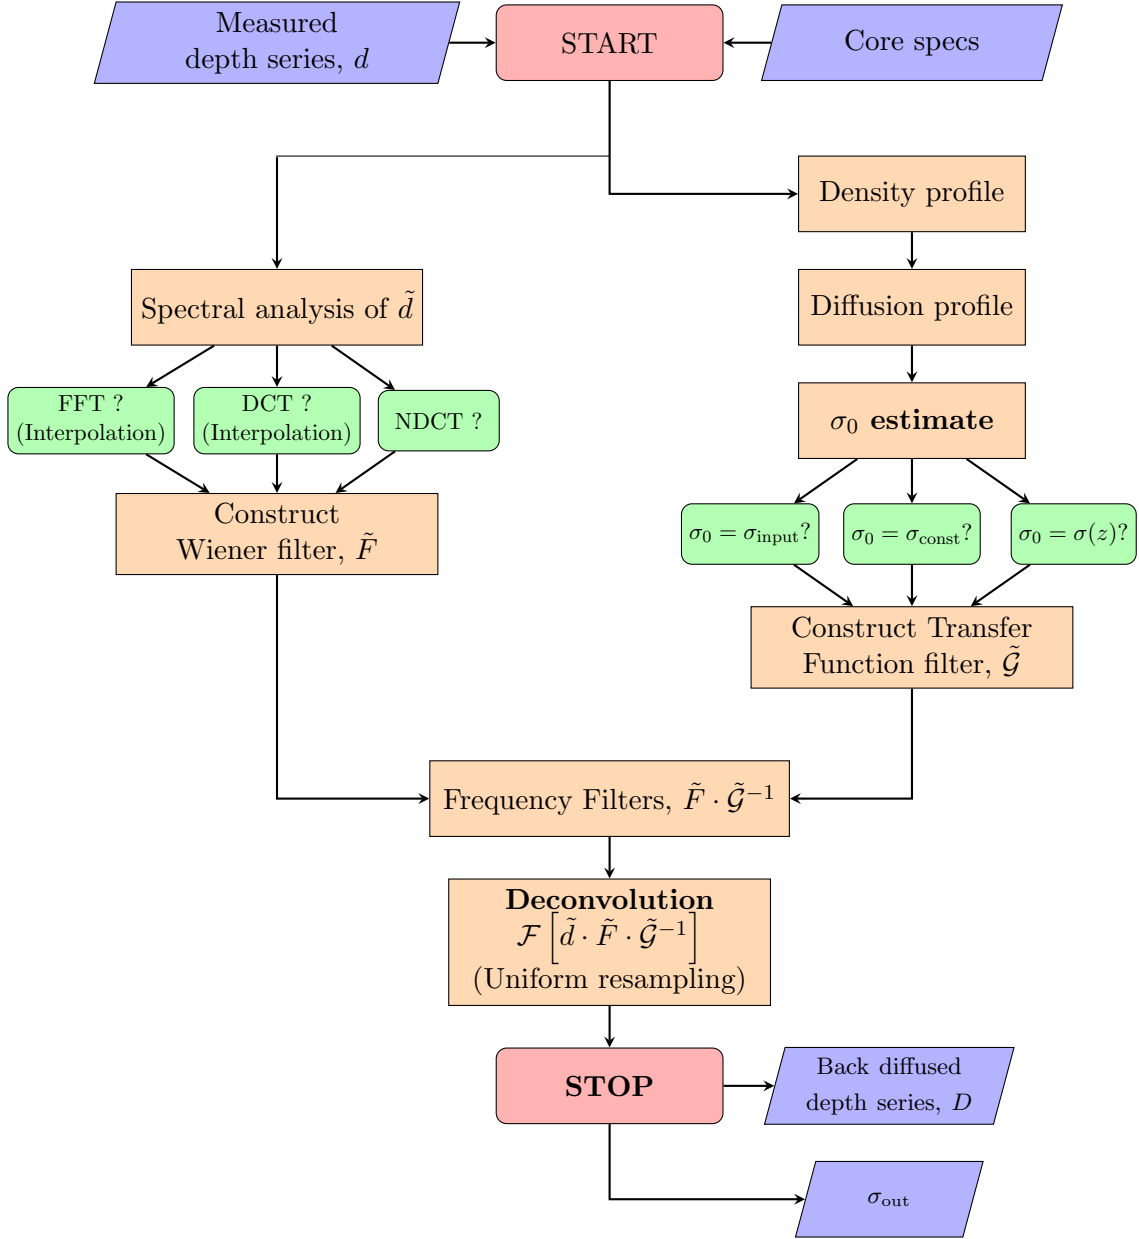 Measured
depth series, d
START
Core specs
Density profile
Spectral analysis of d̃
Diffusion profile
FFT ?
(Interpolation)
DCT ?
(Interpolation)
NDCT ?
σ₀ estimate
Construct
Wiener filter, F̃
σ₀ = σ_input?
σ₀ = σ_const?
σ₀ = σ(z)?
Construct Transfer
Function filter, 𝒢̃
Frequency Filters, F̃ · 𝒢̃⁻¹
Deconvolution
ℱ [d̃ · F̃ · 𝒢̃⁻¹]
(Uniform resampling)
STOP
Back diffused
depth series, D
σ_out